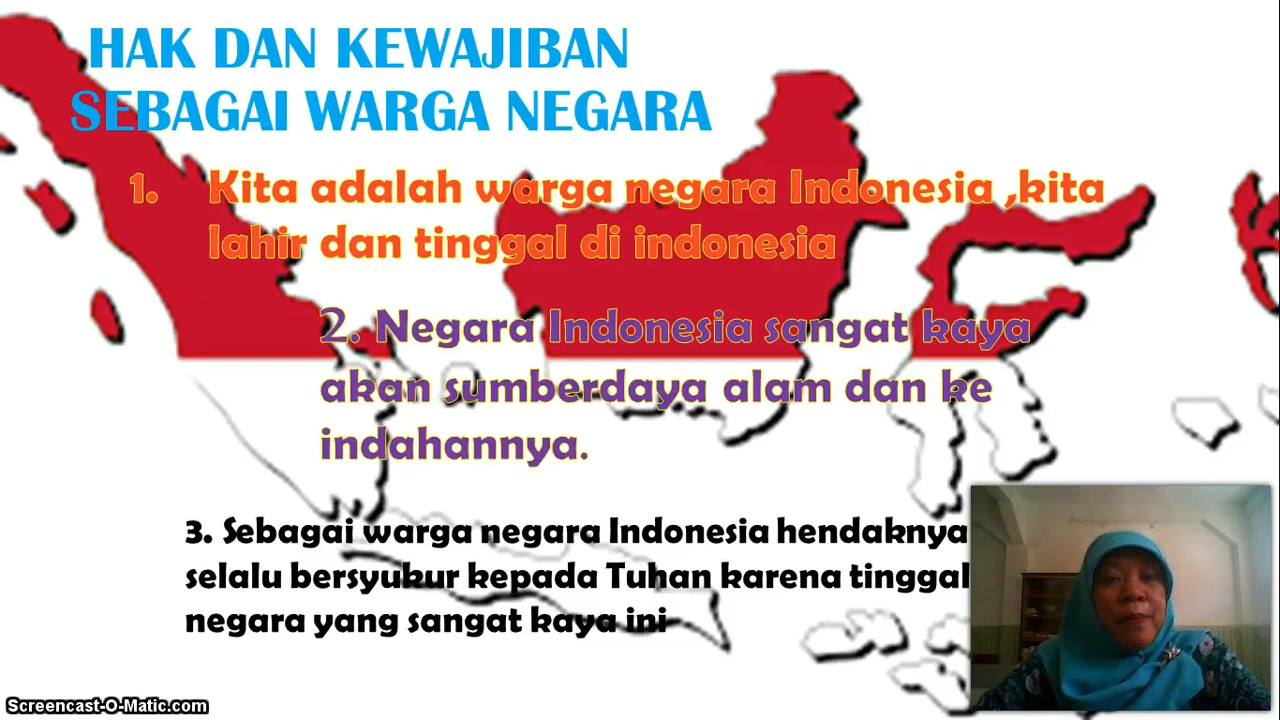 HAK DAN KEWAJIBAN
SEBAGAI WARGA NEGARA
1. Kita adalah warga negara Indonesia ,kita
lahir dan tinggal di indonesia
2. Negara Indonesia sangat kaya
akan sumberdaya alam dan ke
indahannya.
3. Sebagai warga negara Indonesia hendaknya
selalu bersyukur kepada Tuhan karena tinggal
negara yang sangat kaya ini
Screencast-O-Matic.com